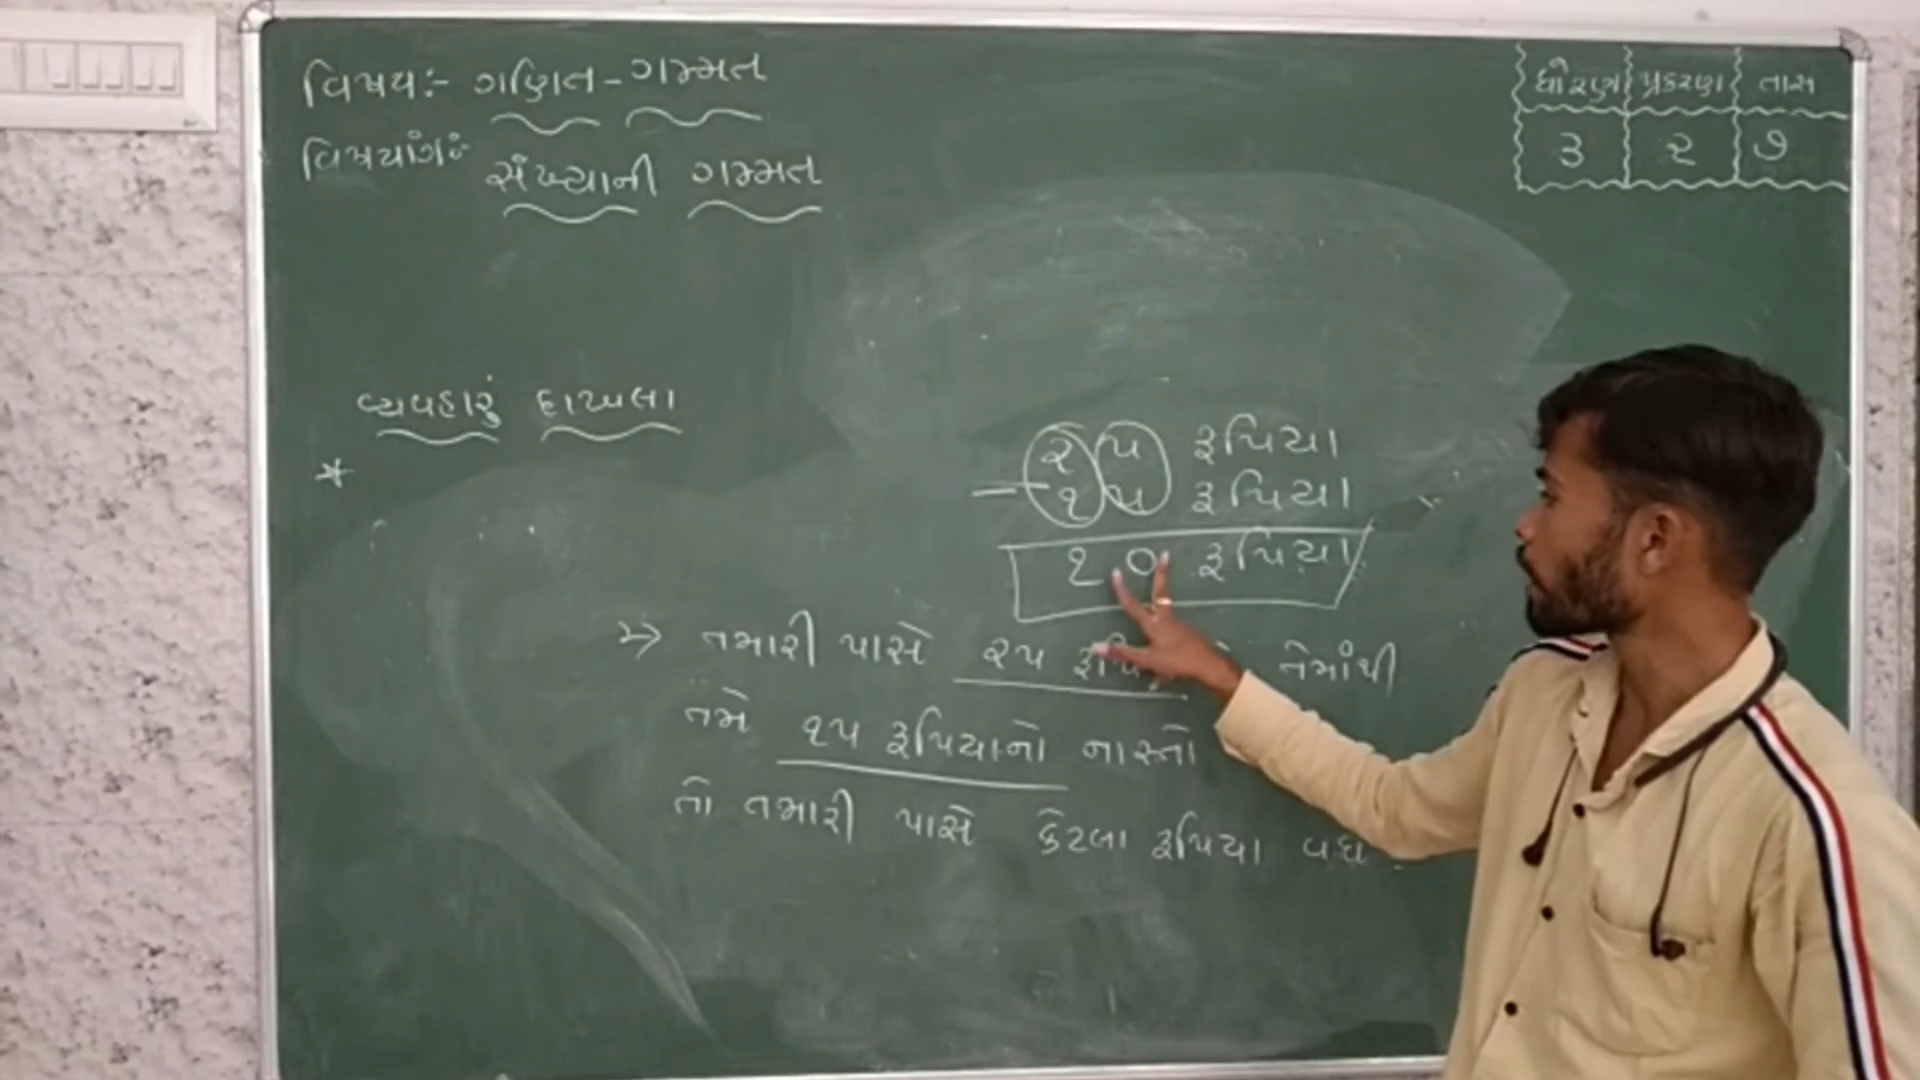 વિષય:- ગણિત-ગમ્મત
વિષયાંગ:- સંખ્યાની ગમ્મત
ધોરણ પ્રકરણ તાસ
૩ ૨ ૭
વ્યવહારું દાખલા
*
૨૫ રૂપિયા
- ૧૫ રૂપિયા
૧૦ રૂપિયા
→ તમારી પાસે ૨૫ તેમાંથી
તમે ૧૫ રૂપિયાનો નાસ્તો
તો તમારી પાસે કેટલા રૂપિયા વધે